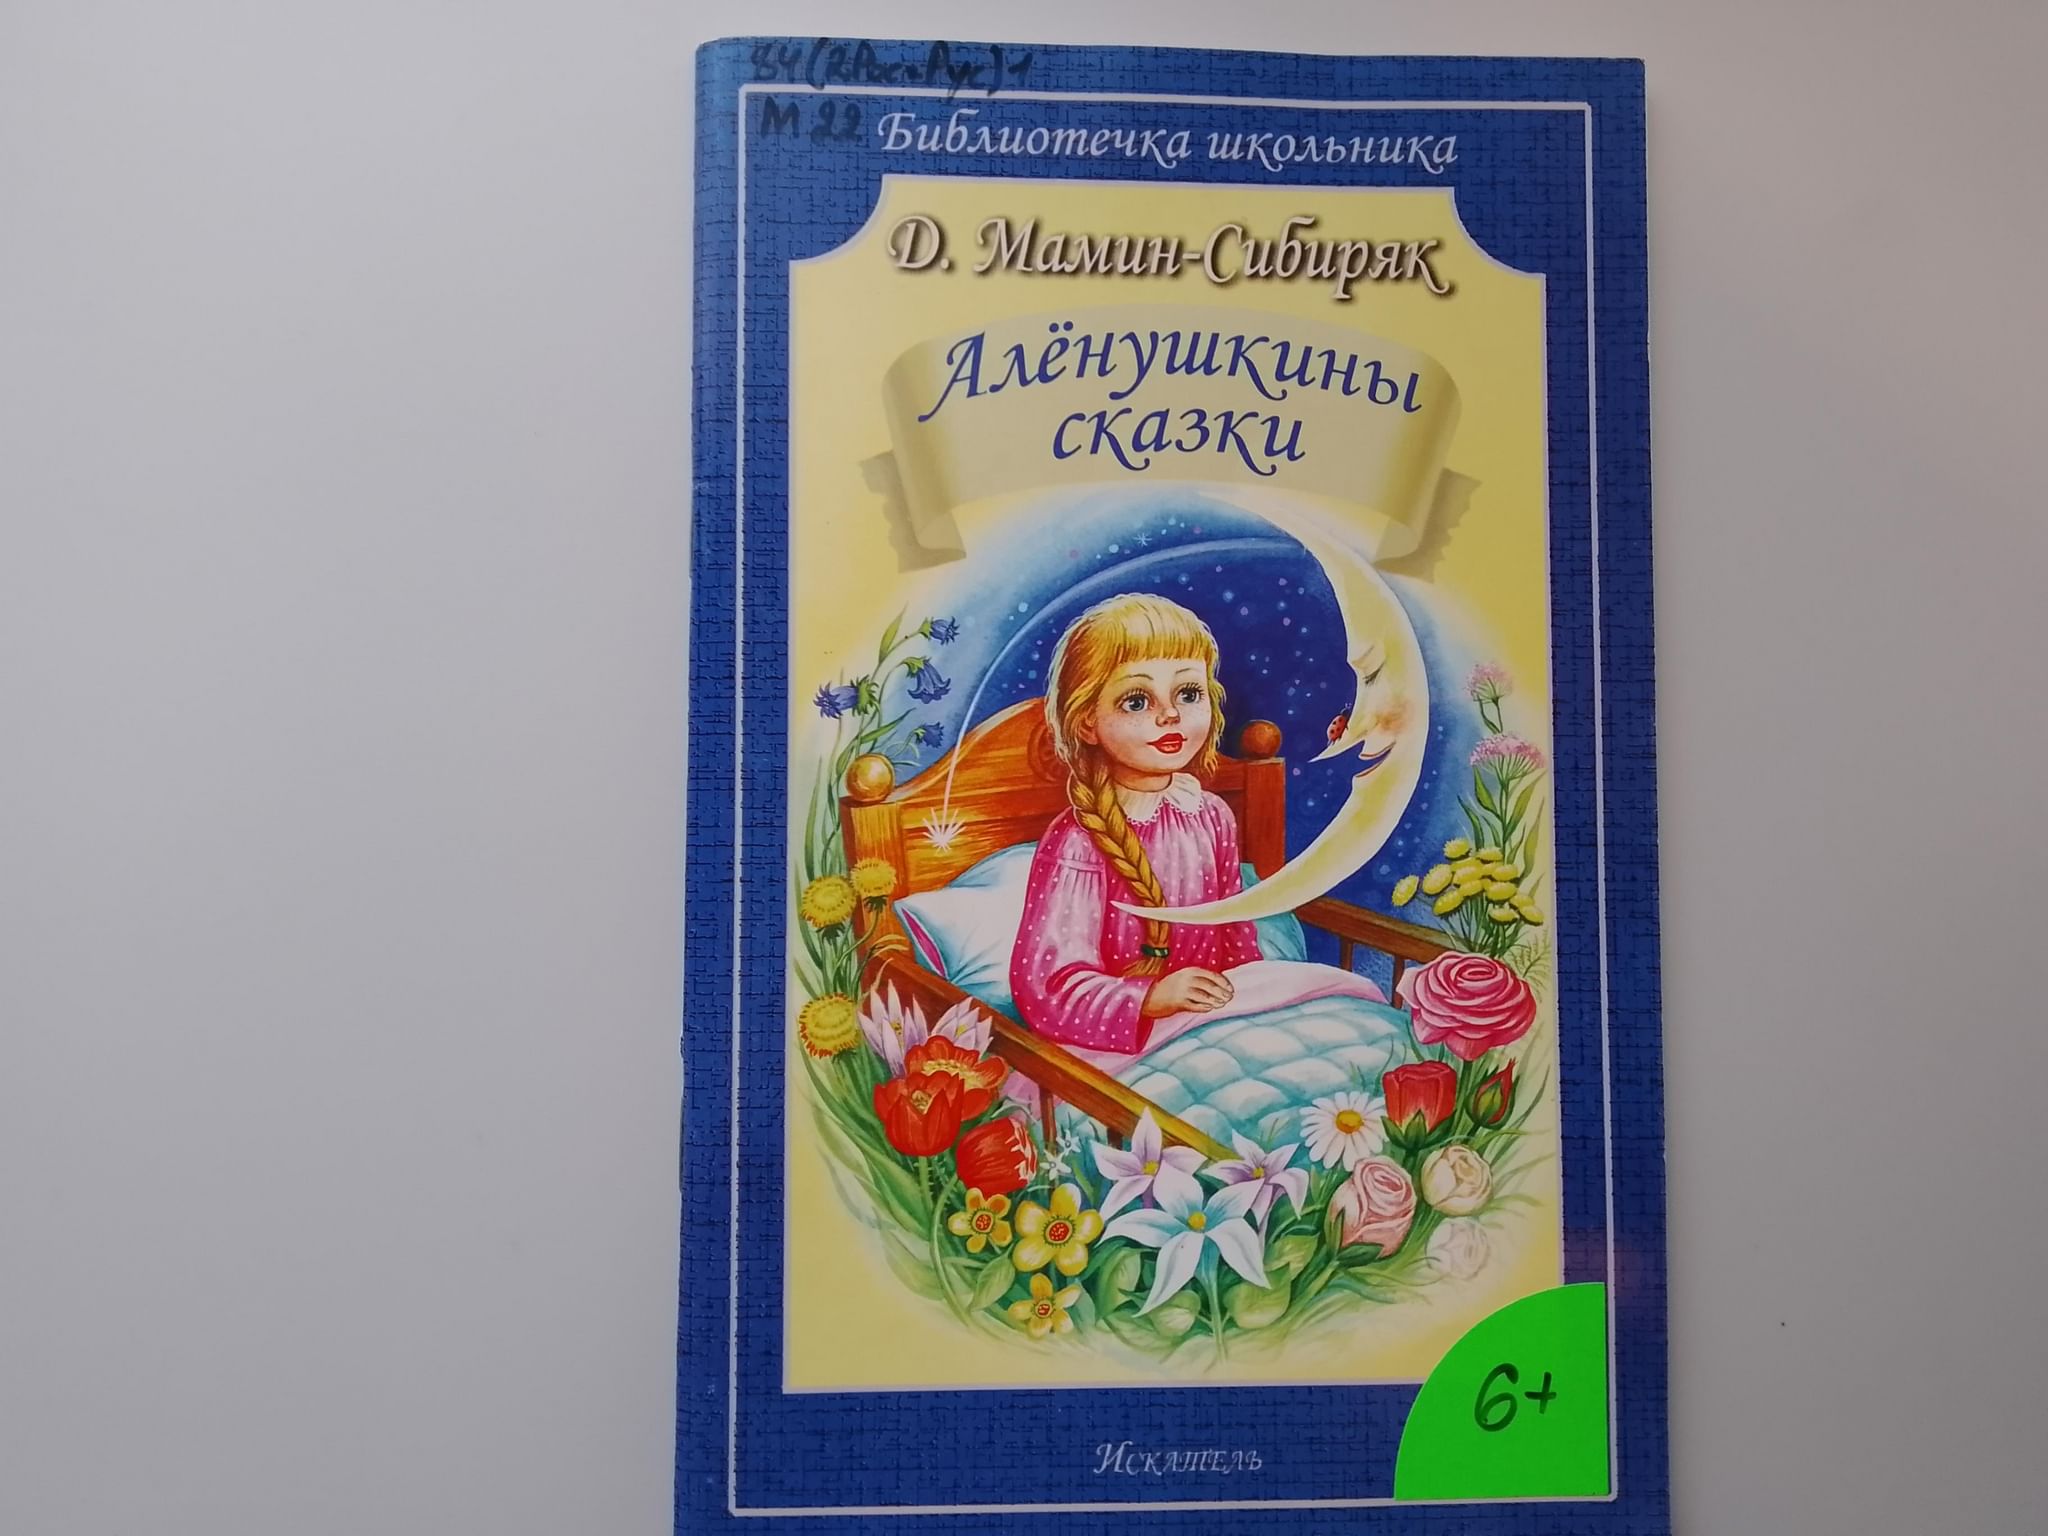 84(2Рос=Рус)1
М 22
Библиотечка школьника
Д. Мамин-Сибиряк
Алёнушкины
сказки
6+
Искатель